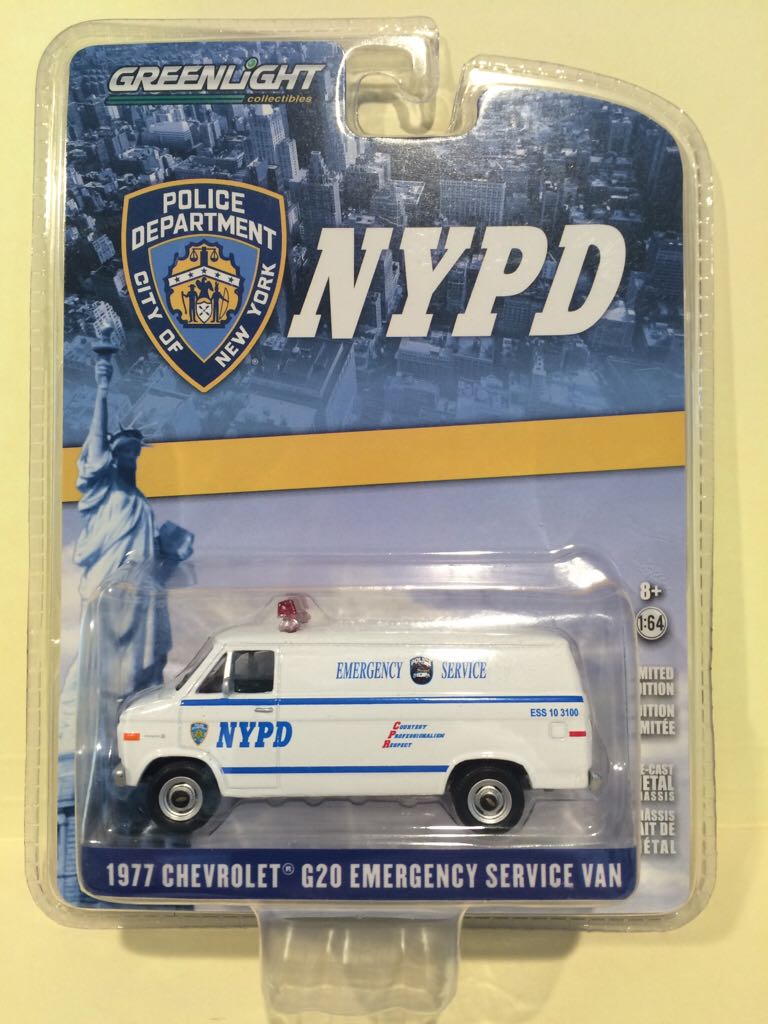 GREENLIGHT
collectibles
POLICE
DEPARTMENT
CITY OF
NEW YORK
NYPD
8+
1:64
EMERGENCY SERVICE
ESS 10 3100
NYPD
COURTESY
PROFESSIONALISM
RESPECT
1977 CHEVROLET® G20 EMERGENCY SERVICE VAN